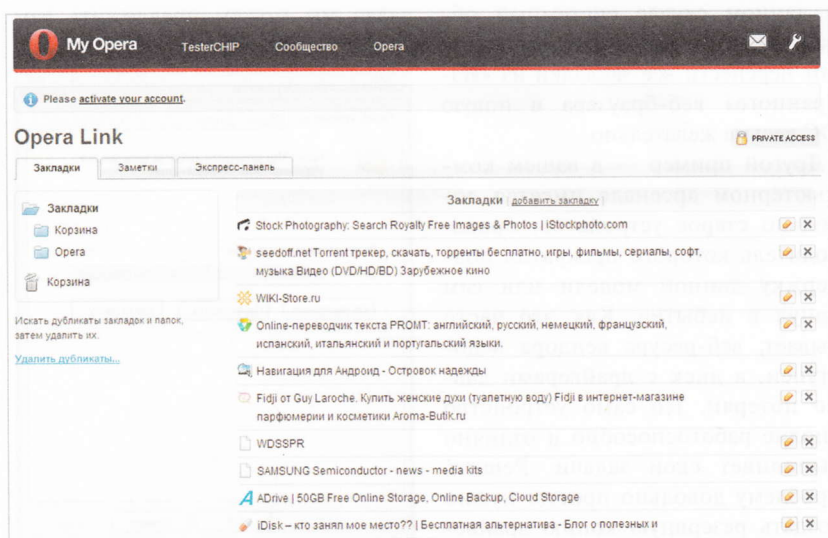 My Opera TesterCHIP Сообщество Opera
Please activate your account.
Opera Link
PRIVATE ACCESS
Закладки Заметки Экспресс-панель
Закладки
Корзина
Opera
Корзина
Искать дубликаты закладок и папок,
затем удалить их.
Удалить дубликаты...
Закладки | добавить закладку |
Stock Photography: Search Royalty Free Images & Photos | iStockphoto.com
seedoff.net Torrent трекер, скачать, торренты бесплатно, игры, фильмы, сериалы, софт,
музыка Видео (DVD/HD/BD) Зарубежное кино
WIKI-Store.ru
Online-переводчик текста PROMT: английский, русский, немецкий, французский,
испанский, итальянский и португальский языки.
Навигация для Андроид - Островок надежды
Fidji от Guy Laroche. Купить женские духи (туалетную воду) Fidji в интернет-магазине
парфюмерии и косметики Aroma-Butik.ru
WDSSPR
SAMSUNG Semiconductor - news - media kits
ADrive | 50GB Free Online Storage, Online Backup, Cloud Storage
iDisk – кто занял мое место?? | Бесплатная альтернатива - Блог о полезных и